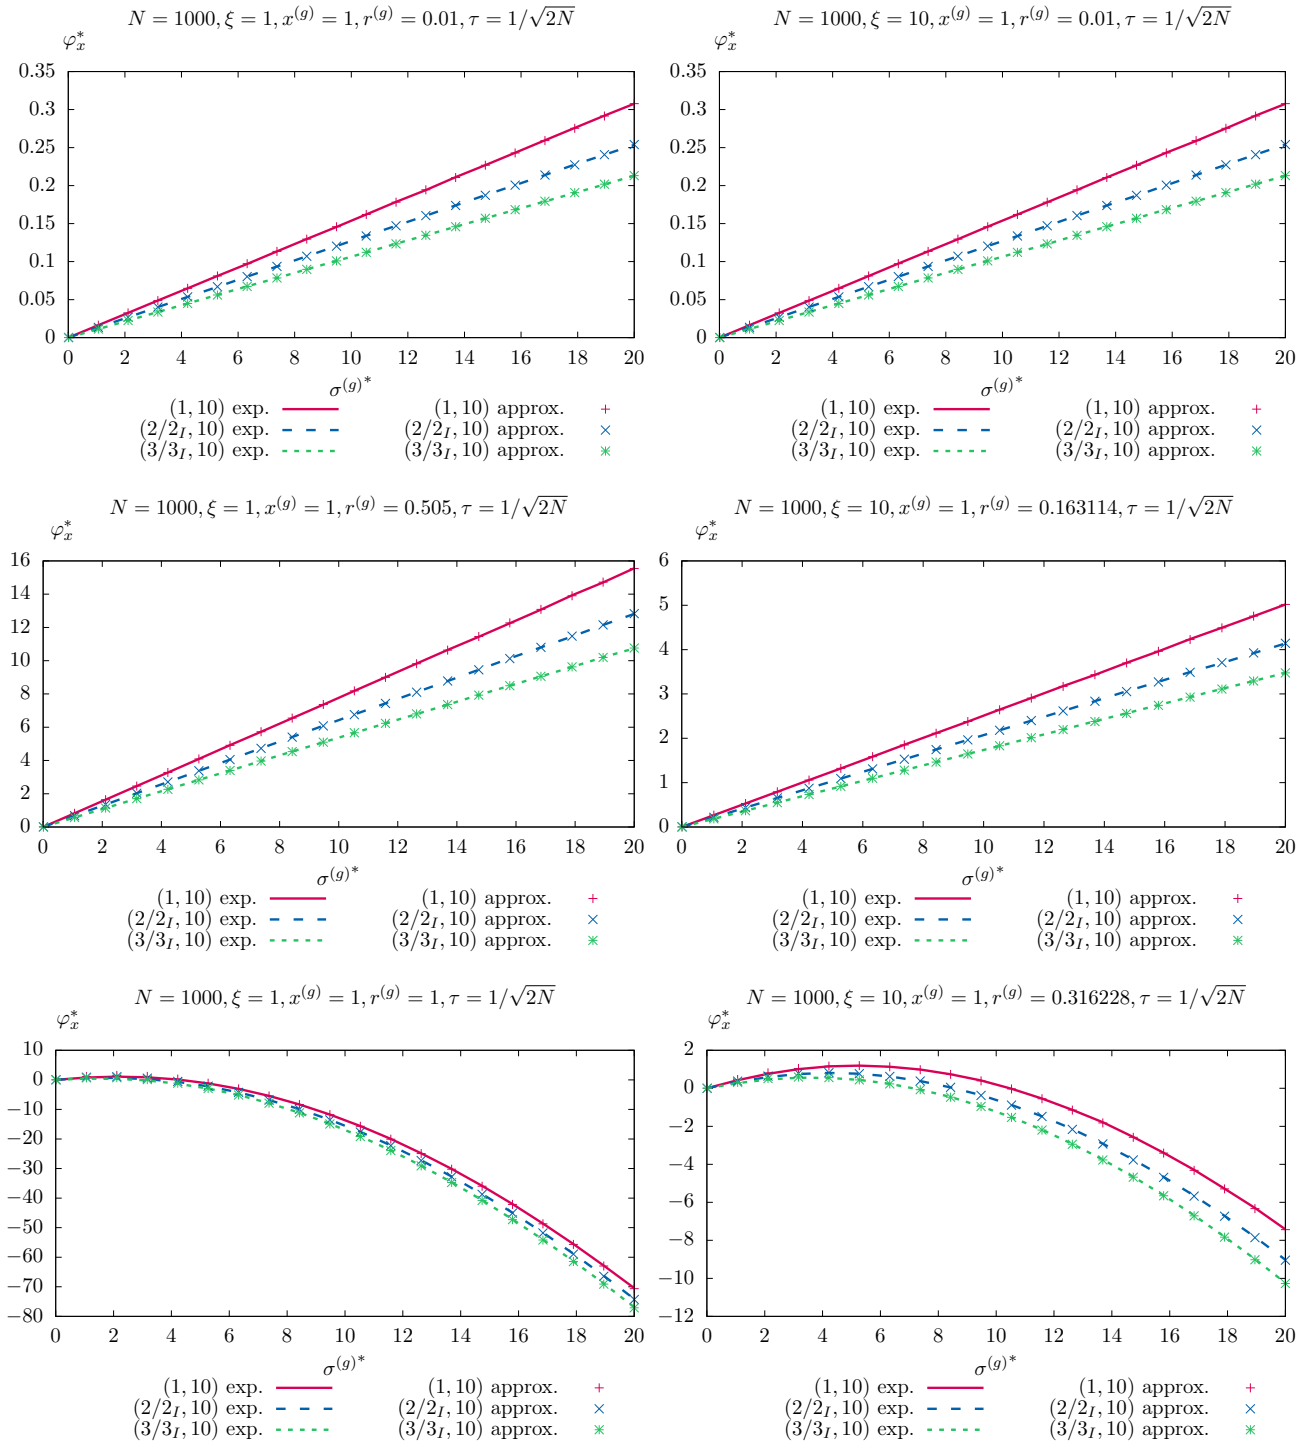 N = 1000, ξ = 1, x^(g) = 1, r^(g) = 0.01, τ = 1/√2N
φ*_x
0.35
0.3
0.25
0.2
0.15
0.1
0.05
0
0 2 4 6 8 10 12 14 16 18 20
σ^(g)*
(1, 10) exp. (1, 10) approx.
(2/2_I, 10) exp. (2/2_I, 10) approx.
(3/3_I, 10) exp. (3/3_I, 10) approx.
N = 1000, ξ = 10, x^(g) = 1, r^(g) = 0.01, τ = 1/√2N
φ*_x
0.35
0.3
0.25
0.2
0.15
0.1
0.05
0
0 2 4 6 8 10 12 14 16 18 20
σ^(g)*
(1, 10) exp. (1, 10) approx.
(2/2_I, 10) exp. (2/2_I, 10) approx.
(3/3_I, 10) exp. (3/3_I, 10) approx.
N = 1000, ξ = 1, x^(g) = 1, r^(g) = 0.505, τ = 1/√2N
φ*_x
16
14
12
10
8
6
4
2
0
0 2 4 6 8 10 12 14 16 18 20
σ^(g)*
(1, 10) exp. (1, 10) approx.
(2/2_I, 10) exp. (2/2_I, 10) approx.
(3/3_I, 10) exp. (3/3_I, 10) approx.
N = 1000, ξ = 10, x^(g) = 1, r^(g) = 0.163114, τ = 1/√2N
φ*_x
6
5
4
3
2
1
0
0 2 4 6 8 10 12 14 16 18 20
σ^(g)*
(1, 10) exp. (1, 10) approx.
(2/2_I, 10) exp. (2/2_I, 10) approx.
(3/3_I, 10) exp. (3/3_I, 10) approx.
N = 1000, ξ = 1, x^(g) = 1, r^(g) = 1, τ = 1/√2N
φ*_x
10
0
−10
−20
−30
−40
−50
−60
−70
−80
0 2 4 6 8 10 12 14 16 18 20
σ^(g)*
(1, 10) exp. (1, 10) approx.
(2/2_I, 10) exp. (2/2_I, 10) approx.
(3/3_I, 10) exp. (3/3_I, 10) approx.
N = 1000, ξ = 10, x^(g) = 1, r^(g) = 0.316228, τ = 1/√2N
φ*_x
2
0
−2
−4
−6
−8
−10
−12
0 2 4 6 8 10 12 14 16 18 20
σ^(g)*
(1, 10) exp. (1, 10) approx.
(2/2_I, 10) exp. (2/2_I, 10) approx.
(3/3_I, 10) exp. (3/3_I, 10) approx.